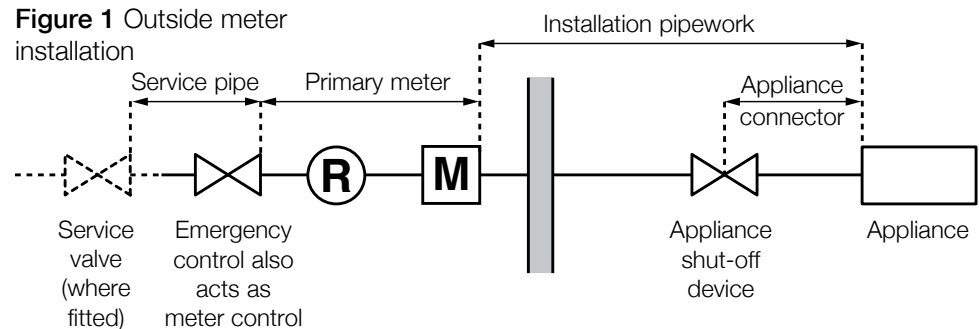 Figure 1 Outside meter
installation
Installation pipework
Service pipe
Primary meter
Appliance
connector
R
M
Service
valve
(where
fitted)
Emergency
control also
acts as
meter control
Appliance
shut-off
device
Appliance